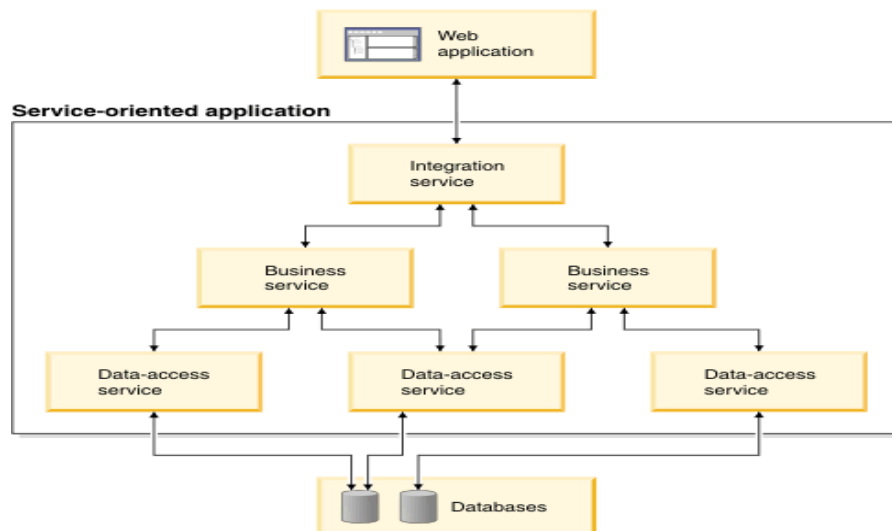 Web
application
Service-oriented application
Integration
service
Business
service
Business
service
Data-access
service
Data-access
service
Data-access
service
Databases